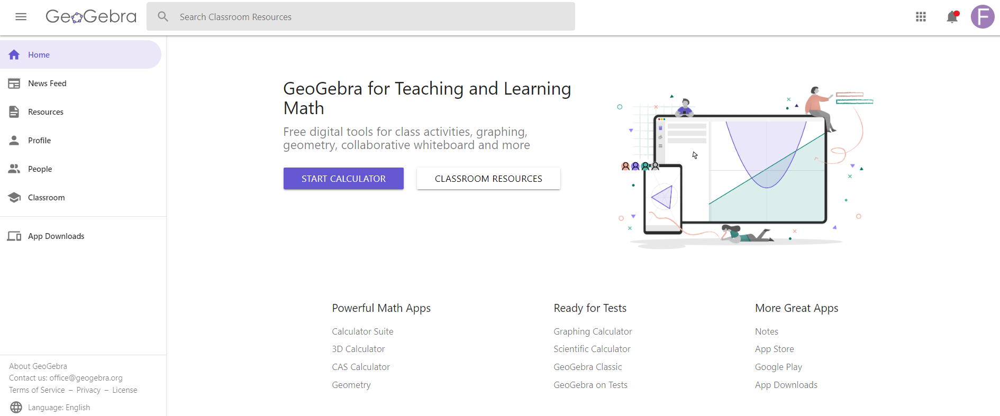 GeoGebra
Search Classroom Resources
F
Home
News Feed
Resources
Profile
People
Classroom
App Downloads
About GeoGebra
Contact us: office@geogebra.org
Terms of Service – Privacy – License
Language: English
GeoGebra for Teaching and Learning
Math
Free digital tools for class activities, graphing,
geometry, collaborative whiteboard and more
START CALCULATOR
CLASSROOM RESOURCES
Powerful Math Apps
Calculator Suite
3D Calculator
CAS Calculator
Geometry
Ready for Tests
Graphing Calculator
Scientific Calculator
GeoGebra Classic
GeoGebra on Tests
More Great Apps
Notes
App Store
Google Play
App Downloads